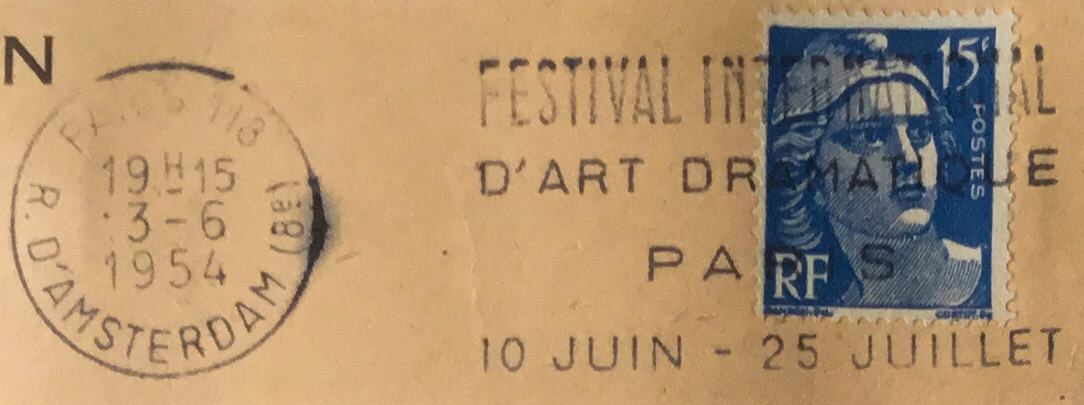 N
PARIS 118
19H15
3-6
1954
R. D'AMSTERDAM (8e)
FESTIVAL INTERNATIONAL
D'ART DRAMATIQUE
PARIS
10 JUIN - 25 JUILLET
15F
POSTES
RF